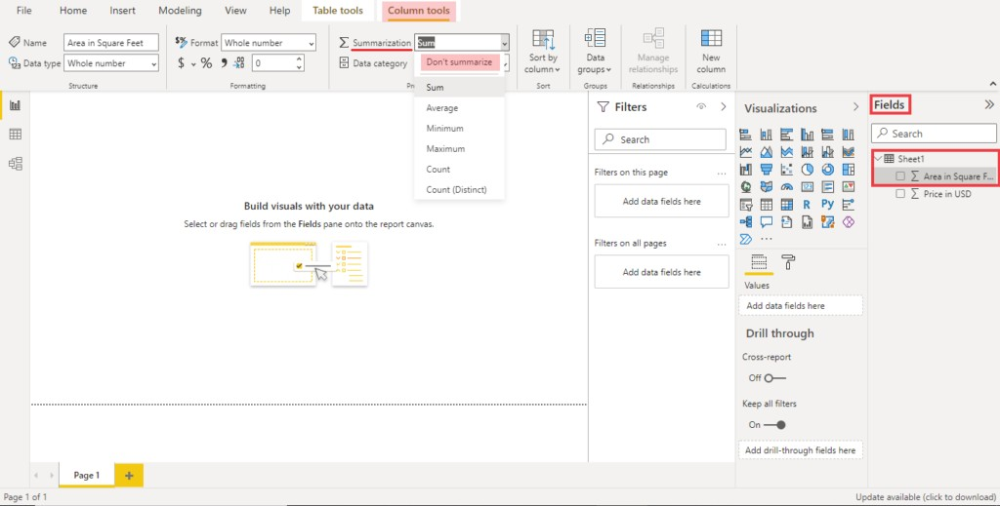 File Home Insert Modeling View Help Table tools Column tools
Name Area in Square Feet
Data type Whole number
Structure
Format Whole number
$ % 9 .00 0
Formatting
Summarization Sum
Data category
Don't summarize
Sum
Average
Minimum
Maximum
Count
Count (Distinct)
Sort by
column
Sort
Data
groups
Groups
Manage
relationships
Relationships
New
column
Calculations
Build visuals with your data
Select or drag fields from the Fields pane onto the report canvas.
Filters
Search
Filters on this page ...
Add data fields here
Filters on all pages ...
Add data fields here
Visualizations
R Py
...
Values
Add data fields here
Drill through
Cross-report
Off
Keep all filters
On
Add drill-through fields here
Fields
Search
Sheet1
Area in Square F...
Price in USD
Page 1
Page 1 of 1
Update available (click to download)